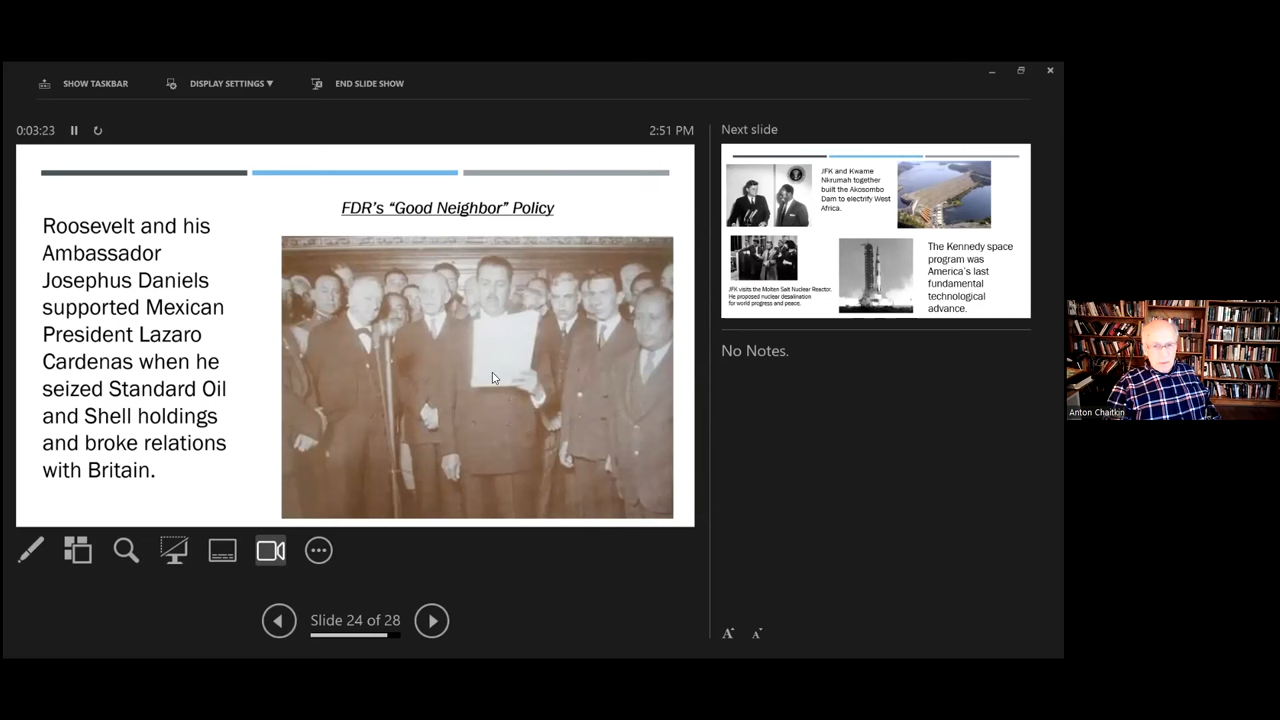 SHOW TASKBAR
DISPLAY SETTINGS ▼
END SLIDE SHOW
0:03:23
2:51 PM
FDR's “Good Neighbor” Policy
Roosevelt and his
Ambassador
Josephus Daniels
supported Mexican
President Lazaro
Cardenas when he
seized Standard Oil
and Shell holdings
and broke relations
with Britain.
Slide 24 of 28
Next slide
JFK and Kwame
Nkrumah together
built the Akosombo
Dam to electrify West
Africa.
JFK visits the Molten Salt Nuclear Reactor.
He proposed nuclear desalination
for world progress and peace.
The Kennedy space
program was
America's last
fundamental
technological
advance.
No Notes.
A A
Anton Chaitkin